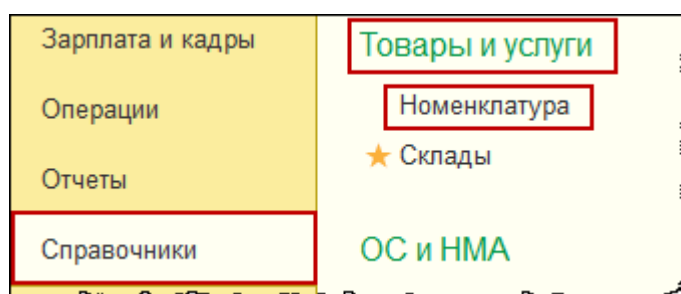 Зарплата и кадры
Операции
Отчеты
Справочники
Товары и услуги
Номенклатура
Склады
ОС и НМА